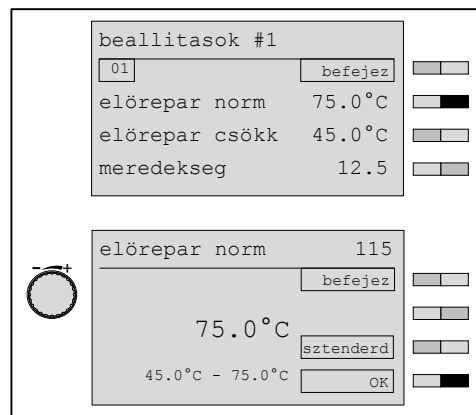 beallitasok #1
01 befejez
elörepar norm 75.0°C
elörepar csökk 45.0°C
meredekseg 12.5
elörepar norm 115
befejez
- +
75.0°C
sztenderd
45.0°C - 75.0°C OK